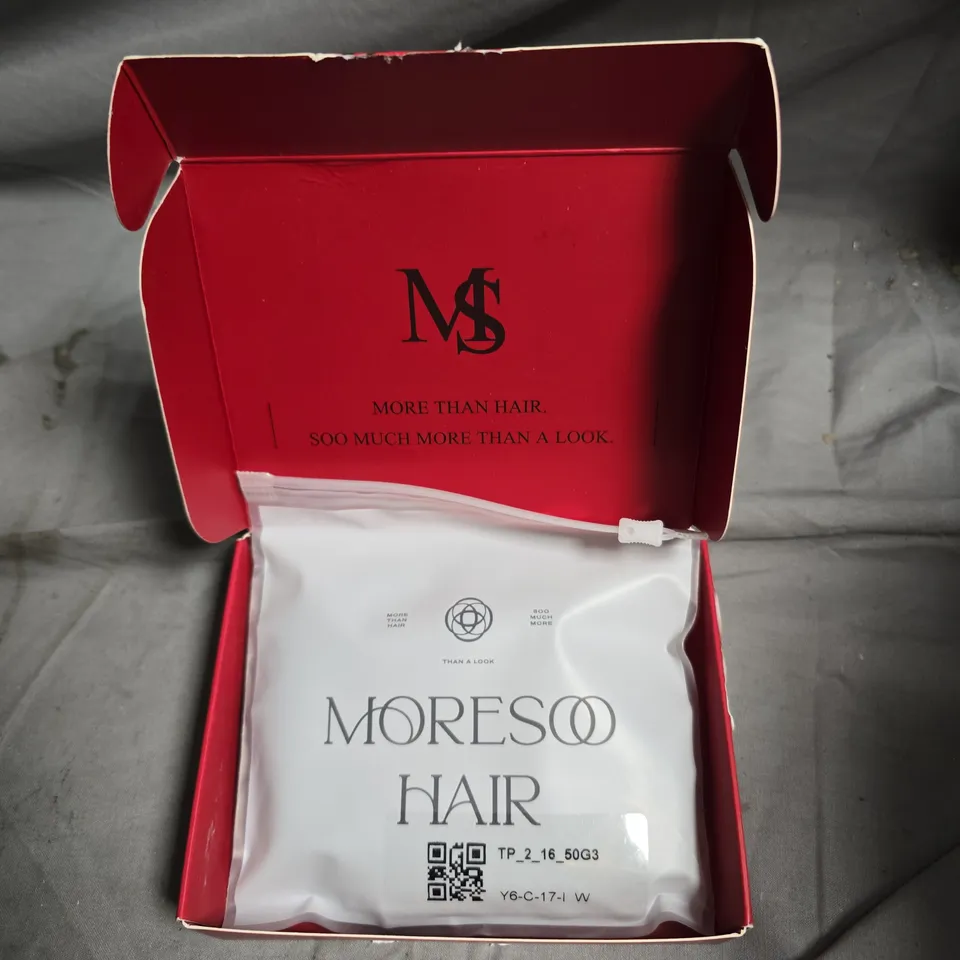 MS
MORE THAN HAIR.
SOO MUCH MORE THAN A LOOK.
MORE
THAN
HAIR
SOO
MUCH
MORE
THAN A LOOK
MORESOO
HAIR
TP_2_16_50G3
Y6-C-17-I W